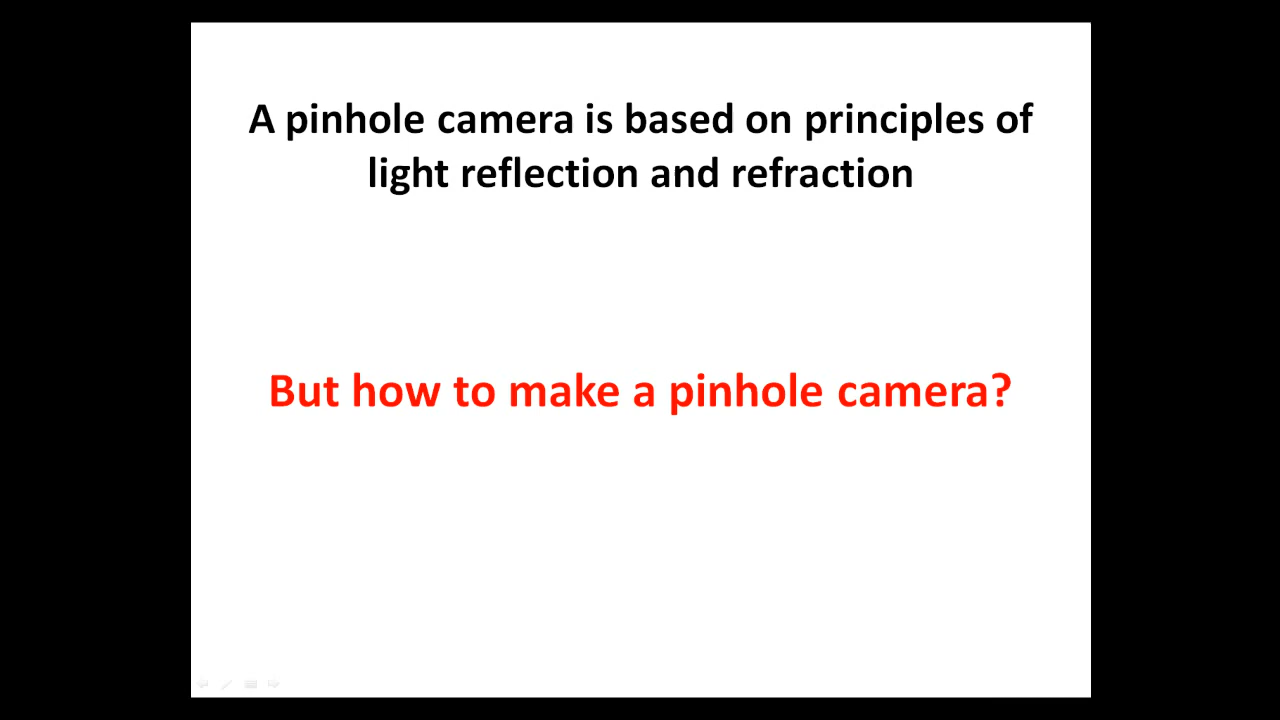 A pinhole camera is based on principles of
light reflection and refraction
But how to make a pinhole camera?